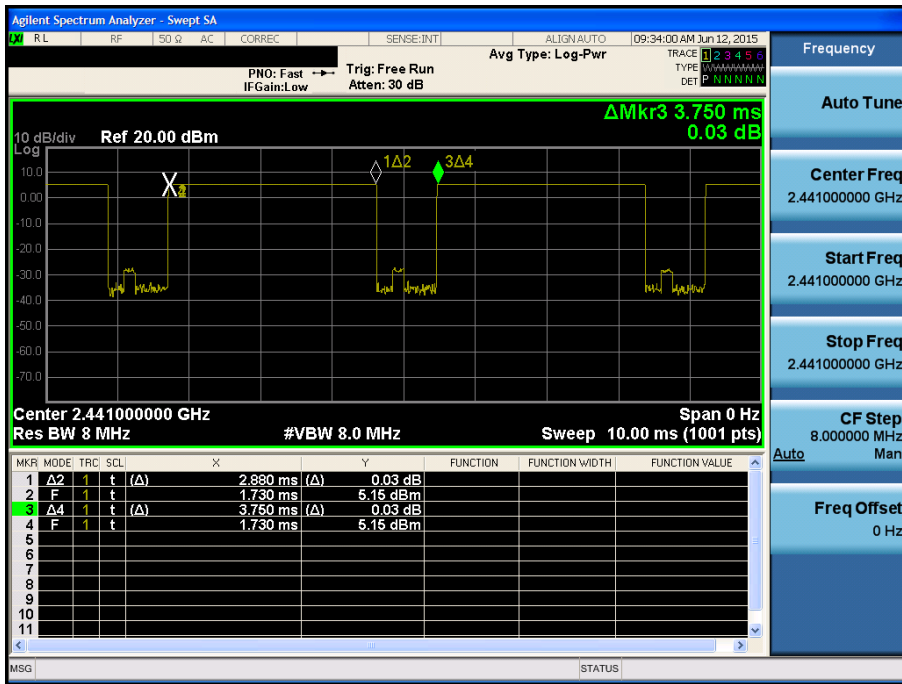 Agilent Spectrum Analyzer - Swept SA
LXI RL RF 50 Ω AC CORREC SENSE:INT ALIGN AUTO 09:34:00 AM Jun 12, 2015
Avg Type: Log-Pwr TRACE 1 2 3 4 5 6
PNO: Fast Trig: Free Run TYPE WWWWWW
IFGain:Low Atten: 30 dB DET P N N N N N
Frequency
Auto Tune
Center Freq
2.441000000 GHz
Start Freq
2.441000000 GHz
Stop Freq
2.441000000 GHz
CF Step
8.000000 MHz
Auto Man
Freq Offset
0 Hz
ΔMkr3 3.750 ms
0.03 dB
10 dB/div Ref 20.00 dBm
Log
10.0
0.00
-10.0
-20.0
-30.0
-40.0
-50.0
-60.0
-70.0
1Δ2 3Δ4
Center 2.441000000 GHz Span 0 Hz
Res BW 8 MHz #VBW 8.0 MHz Sweep 10.00 ms (1001 pts)
MKR MODE TRC SCL X Y FUNCTION FUNCTION WIDTH FUNCTION VALUE
1 Δ2 1 t (Δ) 2.880 ms (Δ) 0.03 dB
2 F 1 t 1.730 ms 5.15 dBm
3 Δ4 1 t (Δ) 3.750 ms (Δ) 0.03 dB
4 F 1 t 1.730 ms 5.15 dBm
5
6
7
8
9
10
11
MSG STATUS